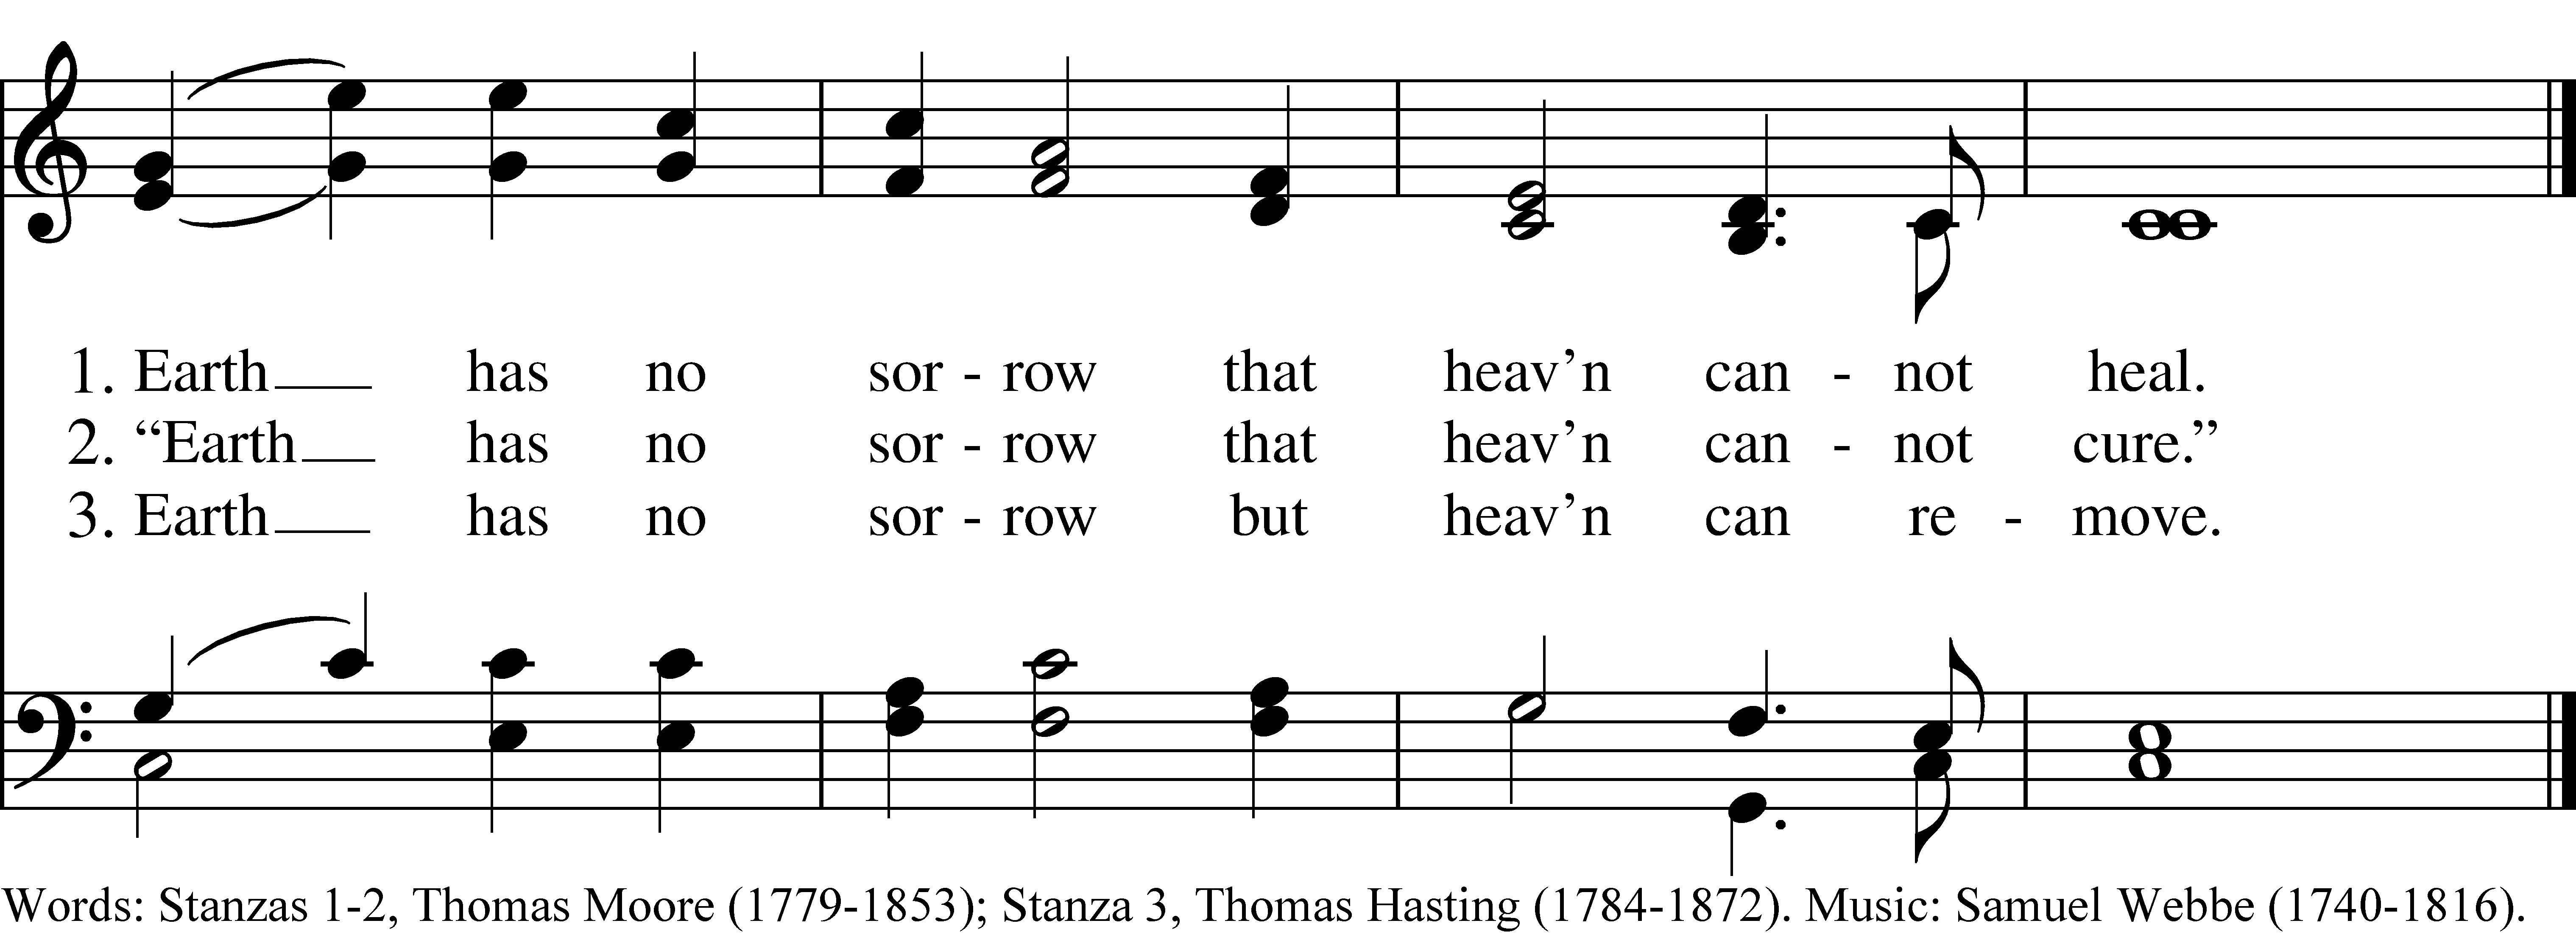 1. Earth has no sor - row that heav’n can - not heal.
2. “Earth has no sor - row that heav’n can - not cure.”
3. Earth has no sor - row but heav’n can re - move.
Words: Stanzas 1-2, Thomas Moore (1779-1853); Stanza 3, Thomas Hasting (1784-1872). Music: Samuel Webbe (1740-1816).